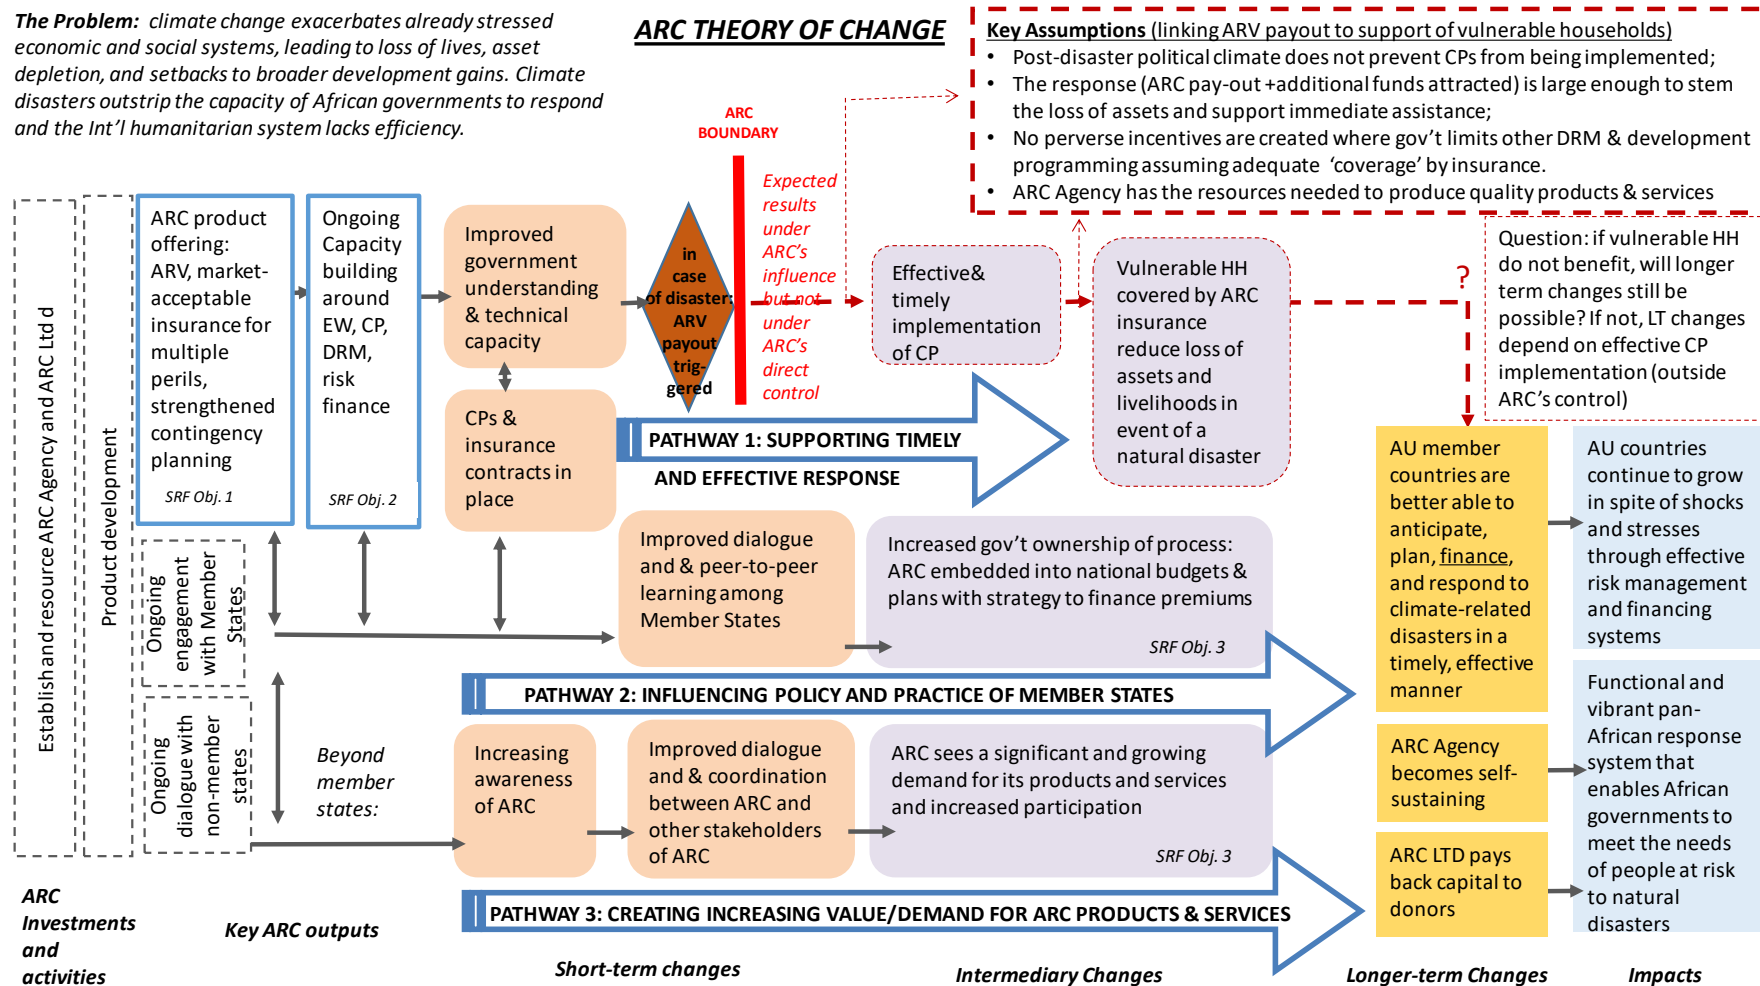 The Problem: climate change exacerbates already stressed
economic and social systems, leading to loss of lives, asset
depletion, and setbacks to broader development gains. Climate
disasters outstrip the capacity of African governments to respond
and the Int'l humanitarian system lacks efficiency.
ARC THEORY OF CHANGE
Key Assumptions (linking ARV payout to support of vulnerable households)
• Post-disaster political climate does not prevent CPs from being implemented;
• The response (ARC pay-out +additional funds attracted) is large enough to stem
the loss of assets and support immediate assistance;
• No perverse incentives are created where gov't limits other DRM & development
programming assuming adequate 'coverage' by insurance.
• ARC Agency has the resources needed to produce quality products & services
ARC
BOUNDARY
Expected
results
under
ARC's
influence
but not
under
ARC's
direct
control
Establish and resource ARC Agency and ARC Ltd d
Product development
ARC product
offering:
ARV, market-
acceptable
insurance for
multiple
perils,
strengthened
contingency
planning
SRF Obj. 1
Ongoing
Capacity
building
around
EW, CP,
DRM,
risk
finance
SRF Obj. 2
Improved
government
understanding
& technical
capacity
CPs &
insurance
contracts in
place
in
case
of disaster:
ARV
payout
trig-
gered
Effective&
timely
implementation
of CP
Vulnerable HH
covered by ARC
insurance
reduce loss of
assets and
livelihoods in
event of a
natural disaster
?
Question: if vulnerable HH
do not benefit, will longer
term changes still be
possible? If not, LT changes
depend on effective CP
implementation (outside
ARC's control)
PATHWAY 1: SUPPORTING TIMELY
AND EFFECTIVE RESPONSE
Ongoing
engagement
with Member
States
Improved dialogue
and & peer-to-peer
learning among
Member States
Increased gov't ownership of process:
ARC embedded into national budgets &
plans with strategy to finance premiums
SRF Obj. 3
PATHWAY 2: INFLUENCING POLICY AND PRACTICE OF MEMBER STATES
Ongoing
dialogue with
non-member
states
Beyond
member
states:
Increasing
awareness
of ARC
Improved dialogue
and & coordination
between ARC and
other stakeholders
of ARC
ARC sees a significant and growing
demand for its products and services
and increased participation
SRF Obj. 3
PATHWAY 3: CREATING INCREASING VALUE/DEMAND FOR ARC PRODUCTS & SERVICES
AU member
countries are
better able to
anticipate,
plan, finance,
and respond to
climate-related
disasters in a
timely, effective
manner
ARC Agency
becomes self-
sustaining
ARC LTD pays
back capital to
donors
AU countries
continue to grow
in spite of shocks
and stresses
through effective
risk management
and financing
systems
Functional and
vibrant pan-
African response
system that
enables African
governments to
meet the needs
of people at risk
to natural
disasters
ARC
Investments
and
activities
Key ARC outputs
Short-term changes
Intermediary Changes
Longer-term Changes
Impacts